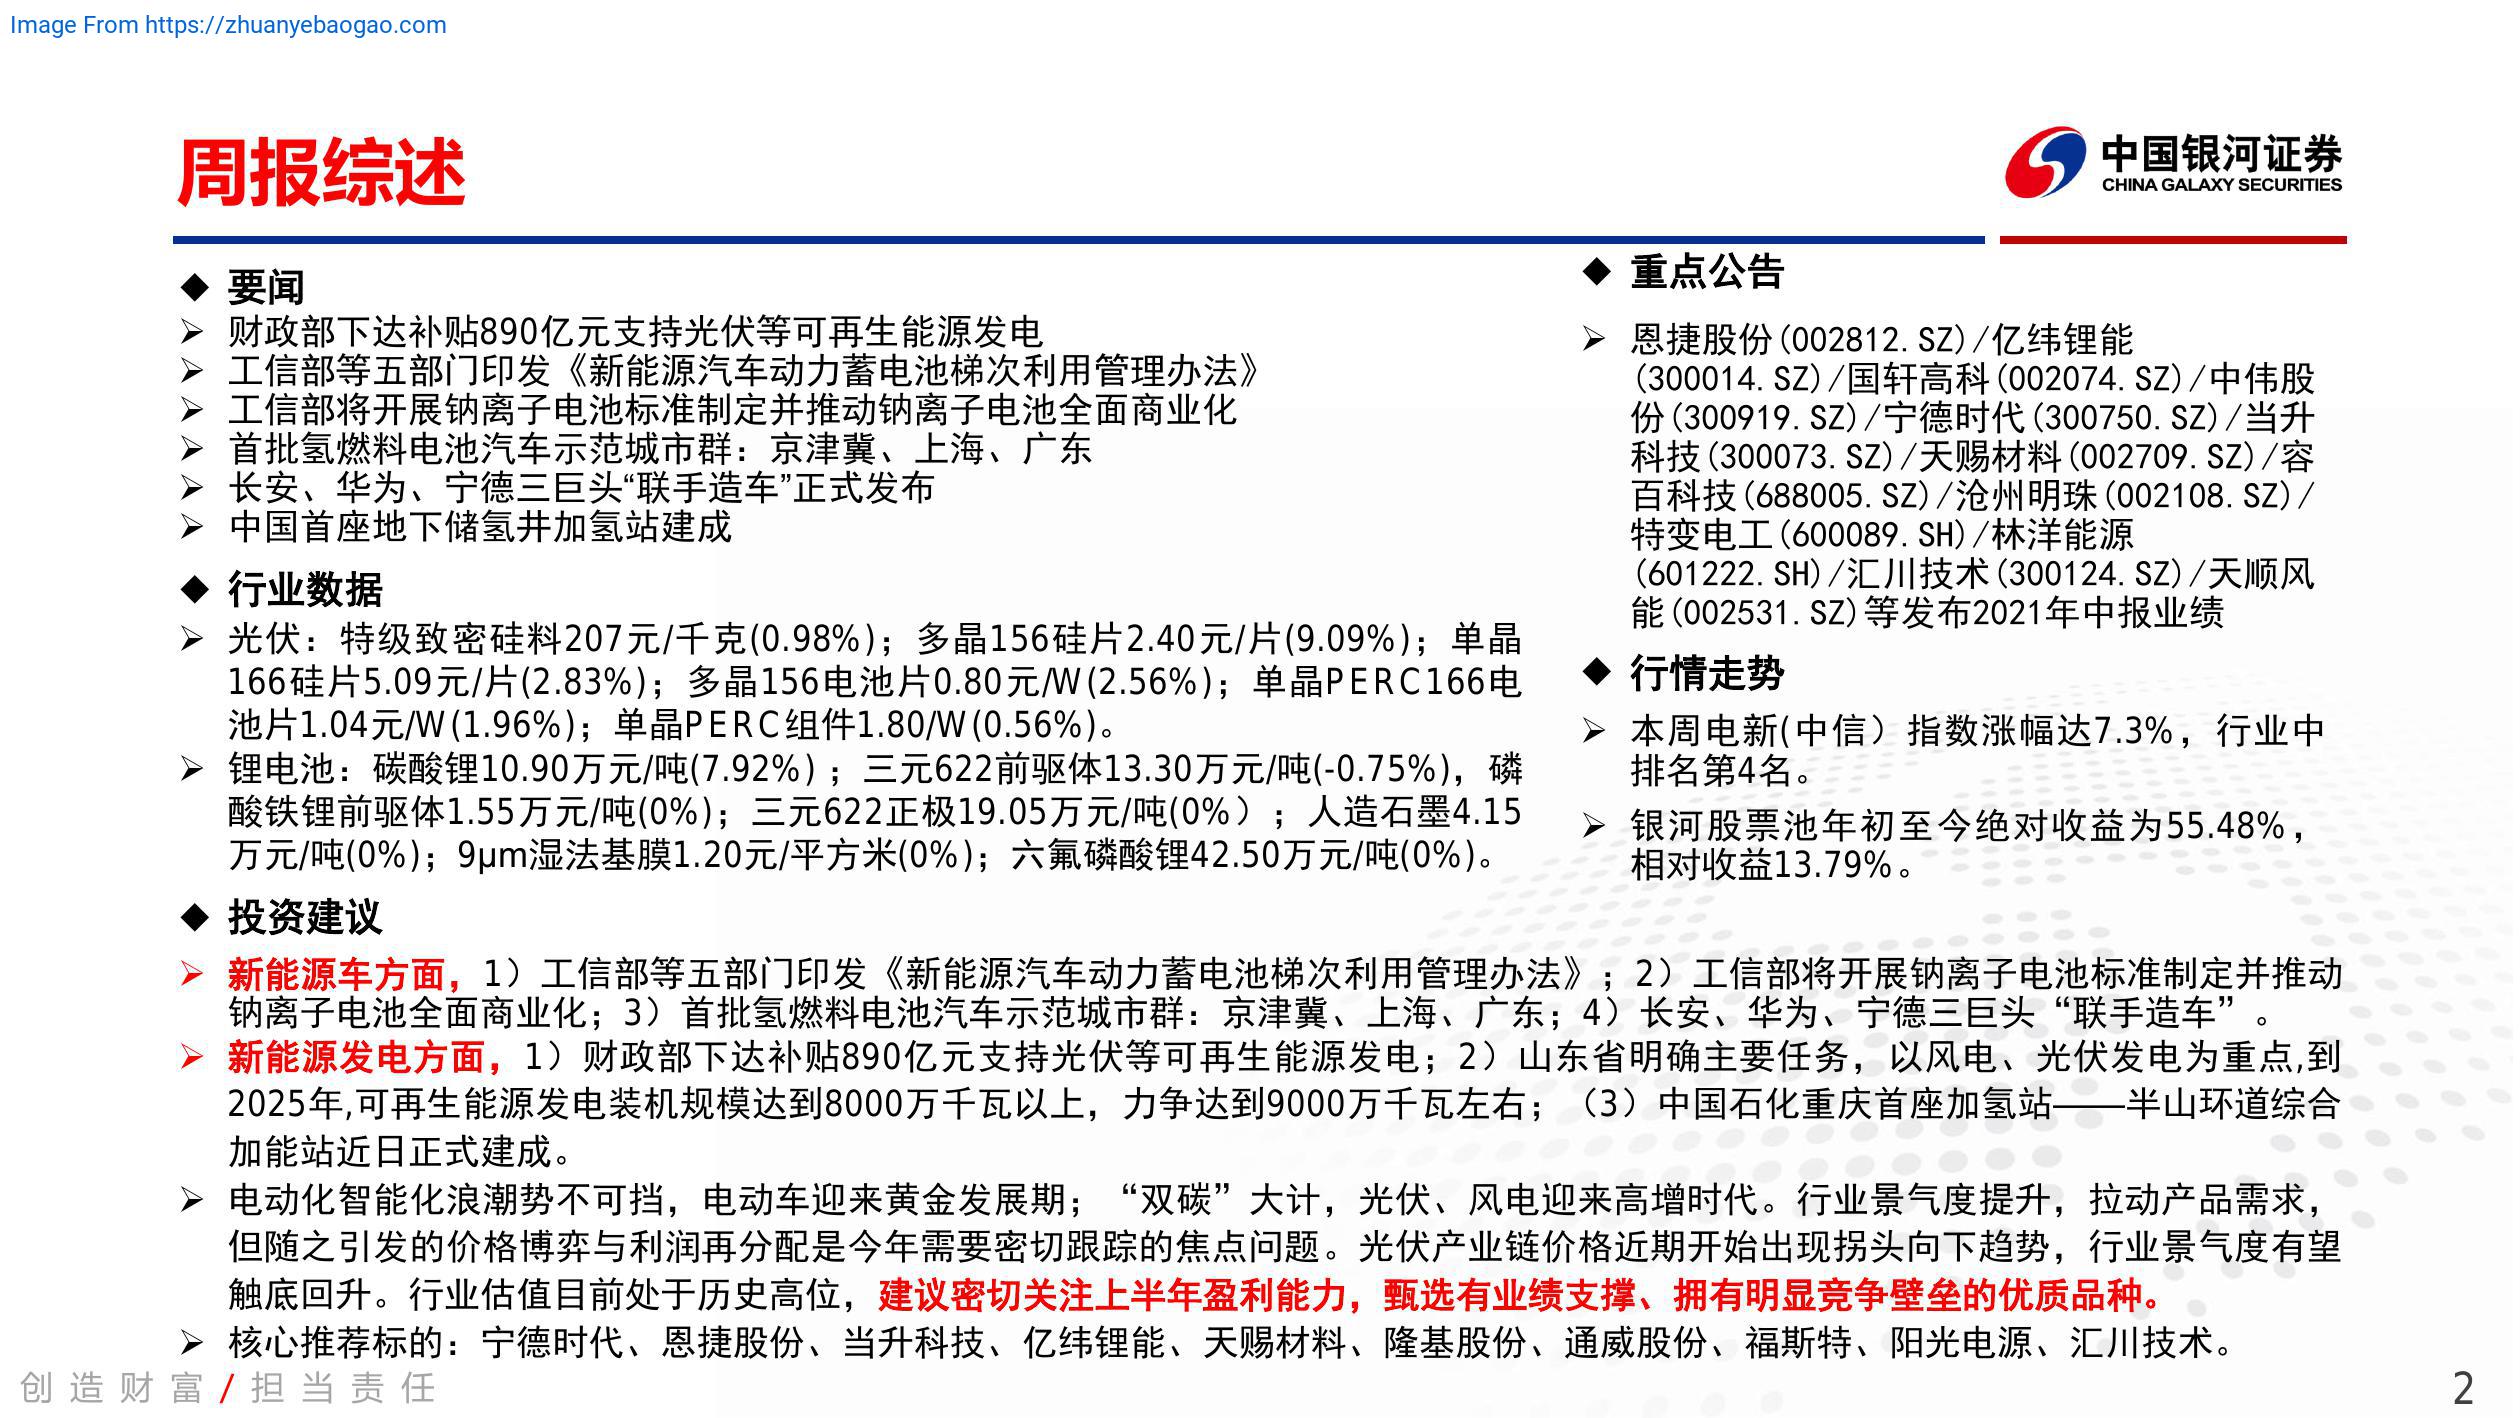 Image From https://zhuanyebaogao.com
周报综述
中国银河证券
CHINA GALAXY SECURITIES
◆ 要闻
➢ 财政部下达补贴890亿元支持光伏等可再生能源发电
➢ 工信部等五部门印发《新能源汽车动力蓄电池梯次利用管理办法》
➢ 工信部将开展钠离子电池标准制定并推动钠离子电池全面商业化
➢ 首批氢燃料电池汽车示范城市群：京津冀、上海、广东
➢ 长安、华为、宁德三巨头“联手造车”正式发布
➢ 中国首座地下储氢井加氢站建成
◆ 行业数据
➢ 光伏：特级致密硅料207元/千克(0.98%)；多晶156硅片2.40元/片(9.09%)；单晶
166硅片5.09元/片(2.83%)；多晶156电池片0.80元/W(2.56%)；单晶PERC166电
池片1.04元/W(1.96%)；单晶PERC组件1.80/W(0.56%)。
➢ 锂电池：碳酸锂10.90万元/吨(7.92%)；三元622前驱体13.30万元/吨(-0.75%)，磷
酸铁锂前驱体1.55万元/吨(0%)；三元622正极19.05万元/吨(0%）；人造石墨4.15
万元/吨(0%)；9μm湿法基膜1.20元/平方米(0%)；六氟磷酸锂42.50万元/吨(0%)。
◆ 重点公告
➢ 恩捷股份(002812.SZ)/亿纬锂能
(300014.SZ)/国轩高科(002074.SZ)/中伟股
份(300919.SZ)/宁德时代(300750.SZ)/当升
科技(300073.SZ)/天赐材料(002709.SZ)/容
百科技(688005.SZ)/沧州明珠(002108.SZ)/
特变电工(600089.SH)/林洋能源
(601222.SH)/汇川技术(300124.SZ)/天顺风
能(002531.SZ)等发布2021年中报业绩
◆ 行情走势
➢ 本周电新(中信）指数涨幅达7.3%，行业中
排名第4名。
➢ 银河股票池年初至今绝对收益为55.48%，
相对收益13.79%。
◆ 投资建议
➢ 新能源车方面，1）工信部等五部门印发《新能源汽车动力蓄电池梯次利用管理办法》；2）工信部将开展钠离子电池标准制定并推动
钠离子电池全面商业化；3）首批氢燃料电池汽车示范城市群：京津冀、上海、广东；4）长安、华为、宁德三巨头“联手造车”。
➢ 新能源发电方面，1）财政部下达补贴890亿元支持光伏等可再生能源发电；2）山东省明确主要任务，以风电、光伏发电为重点,到
2025年,可再生能源发电装机规模达到8000万千瓦以上，力争达到9000万千瓦左右；（3）中国石化重庆首座加氢站——半山环道综合
加能站近日正式建成。
➢ 电动化智能化浪潮势不可挡，电动车迎来黄金发展期；“双碳”大计，光伏、风电迎来高增时代。行业景气度提升，拉动产品需求，
但随之引发的价格博弈与利润再分配是今年需要密切跟踪的焦点问题。光伏产业链价格近期开始出现拐头向下趋势，行业景气度有望
触底回升。行业估值目前处于历史高位，建议密切关注上半年盈利能力，甄选有业绩支撑、拥有明显竞争壁垒的优质品种。
➢ 核心推荐标的：宁德时代、恩捷股份、当升科技、亿纬锂能、天赐材料、隆基股份、通威股份、福斯特、阳光电源、汇川技术。
创造财富/担当责任
2